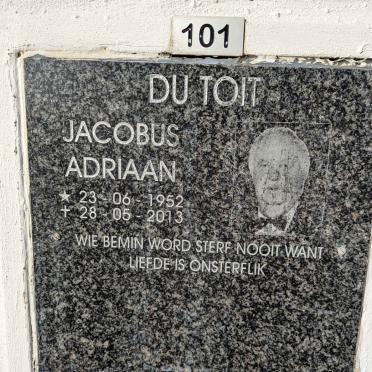 101
DU TOIT
JACOBUS
ADRIAAN
★ 23 - 06 - 1952
✝ 28 - 05 - 2013
WIE BEMIN WORD STERF NOOIT WANT
LIEFDE IS ONSTERFLIK